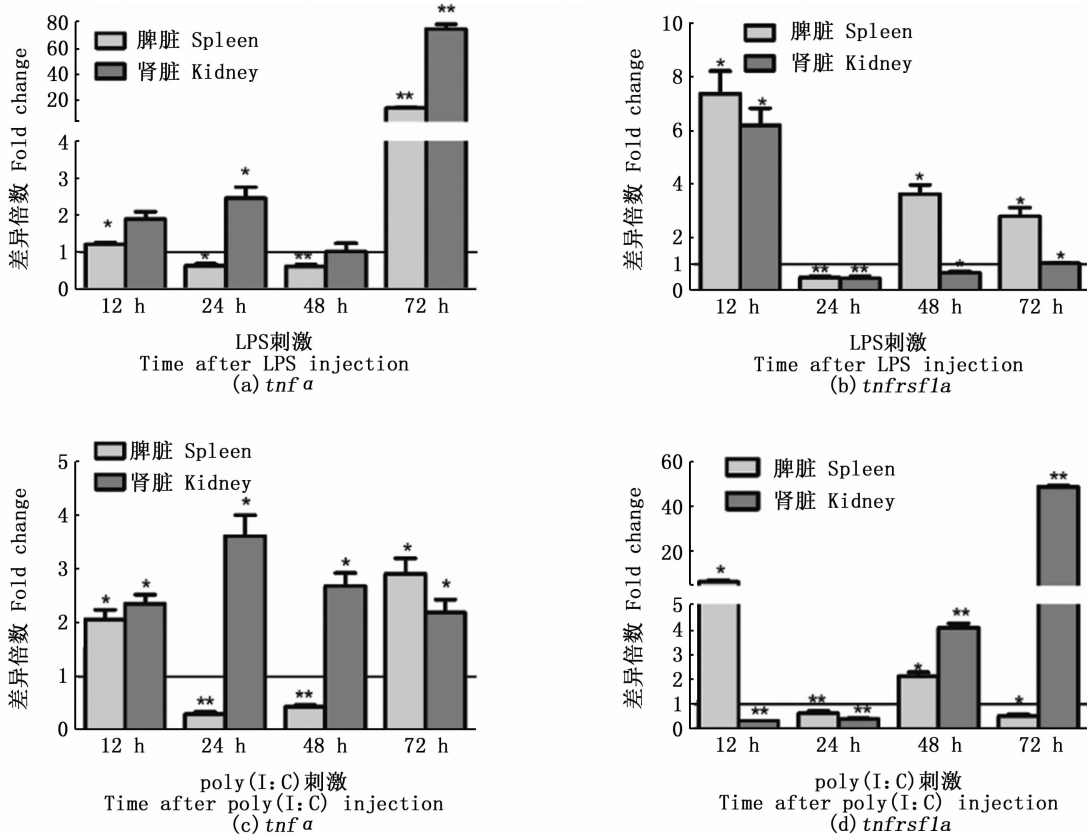 差异倍数 Fold change
80
60
40
20
4
3
2
1
0
脾脏 Spleen
肾脏 Kidney
*
*
*
**
**
**
12 h 24 h 48 h 72 h
LPS刺激
Time after LPS injection
(a) tnf α
差异倍数 Fold change
10
8
6
4
2
1
0
脾脏 Spleen
肾脏 Kidney
*
*
**
**
*
*
*
*
12 h 24 h 48 h 72 h
LPS刺激
Time after LPS injection
(b) tnfrsf1a
差异倍数 Fold change
5
4
3
2
1
0
脾脏 Spleen
肾脏 Kidney
*
*
**
*
**
*
*
*
12 h 24 h 48 h 72 h
poly(I:C)刺激
Time after poly(I:C) injection
(c) tnf α
差异倍数 Fold change
60
40
20
5
4
3
2
1
0
脾脏 Spleen
肾脏 Kidney
*
**
**
**
*
**
*
**
12 h 24 h 48 h 72 h
poly(I:C)刺激
Time after poly(I:C) injection
(d) tnfrsf1a